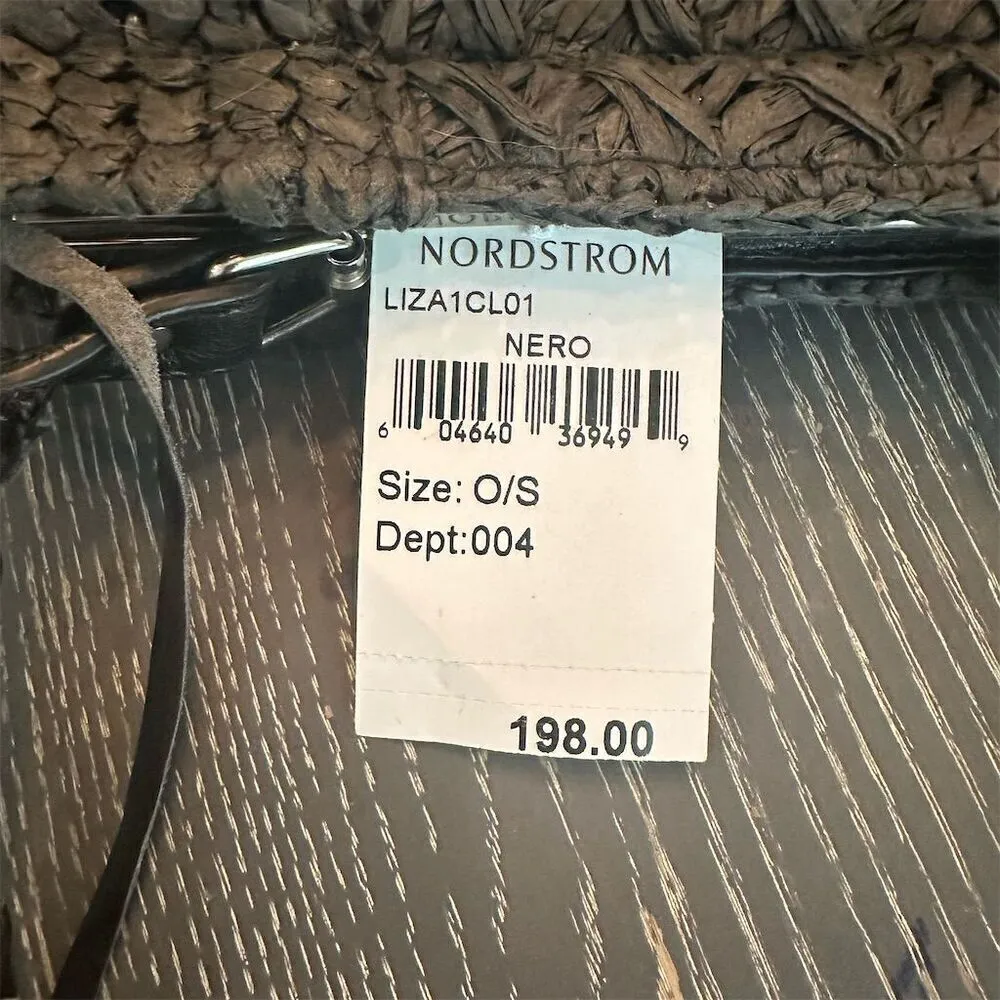 NORDSTROM
LIZA1CL01
NERO
6 04640 36949 9
Size: O/S
Dept:004
198.00